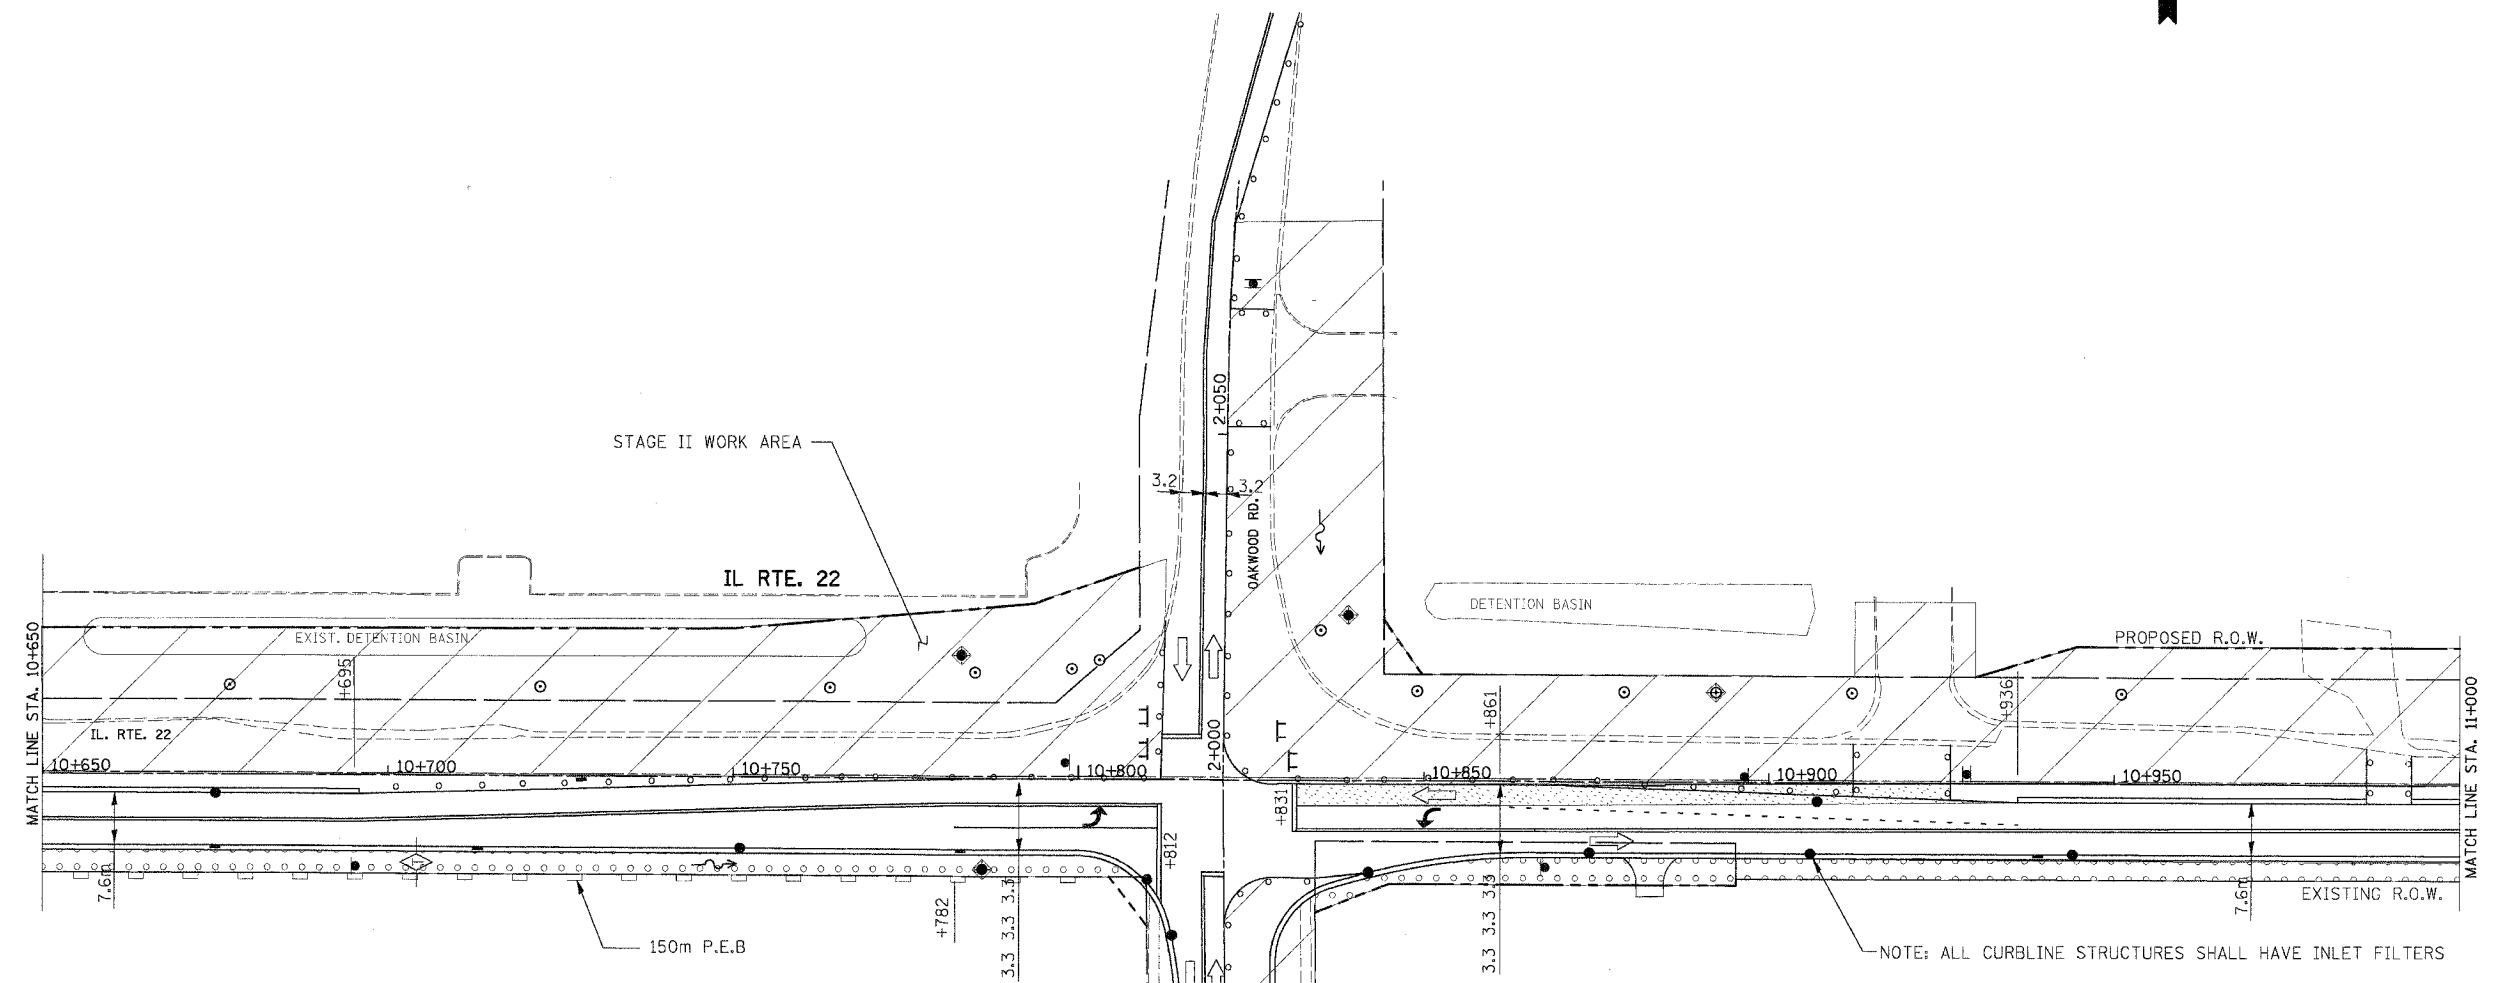 2+050
STAGE II WORK AREA
3.2
3.2
OAKWOOD RD.
IL RTE. 22
DETENTION BASIN
EXIST. DETENTION BASIN
PROPOSED R.O.W.
MATCH LINE STA. 10+650
+695
+861
+936
MATCH LINE STA. 11+000
IL. RTE. 22
2+000
10+650
10+700
10+750
10+800
10+850
10+900
10+950
+831
+812
7.6m
3.3 3.3 3.3
3.3 3.3 3.9
7.6m
EXISTING R.O.W.
+782
150m P.E.B
NOTE: ALL CURBLINE STRUCTURES SHALL HAVE INLET FILTERS